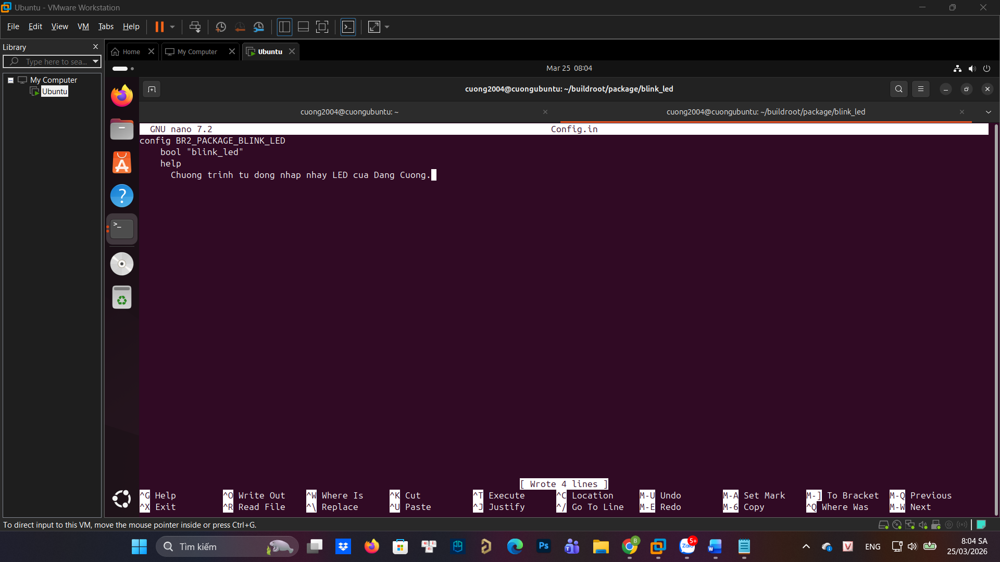 Ubuntu - VMware Workstation
File Edit View VM Tabs Help
Library
Type here to sea...
My Computer
Ubuntu
Home
My Computer
Ubuntu
Mar 25 08:04
cuong2004@cuongubuntu: ~/buildroot/package/blink_led
cuong2004@cuongubuntu: ~
cuong2004@cuongubuntu: ~/buildroot/package/blink_led
GNU nano 7.2 Config.in
config BR2_PACKAGE_BLINK_LED
bool "blink_led"
help
Chuong trinh tu dong nhap nhay LED cua Dang Cuong.
[ Wrote 4 lines ]
^G Help ^O Write Out ^W Where Is ^K Cut ^T Execute ^C Location M-U Undo M-A Set Mark M-] To Bracket M-Q Previous
^X Exit ^R Read File ^\ Replace ^U Paste ^J Justify ^/ Go To Line M-E Redo M-6 Copy ^Q Where Was M-W Next
To direct input to this VM, move the mouse pointer inside or press Ctrl+G.
Tìm kiếm
Ps
B
Zalo
5+
W
V
ENG
8:04 SA
25/03/2026